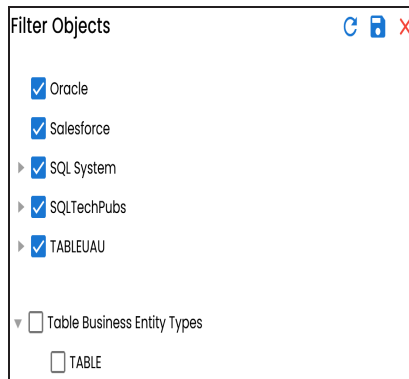 Filter Objects
Oracle
Salesforce
SQL System
SQLTechPubs
TABLEUAU
Table Business Entity Types
TABLE